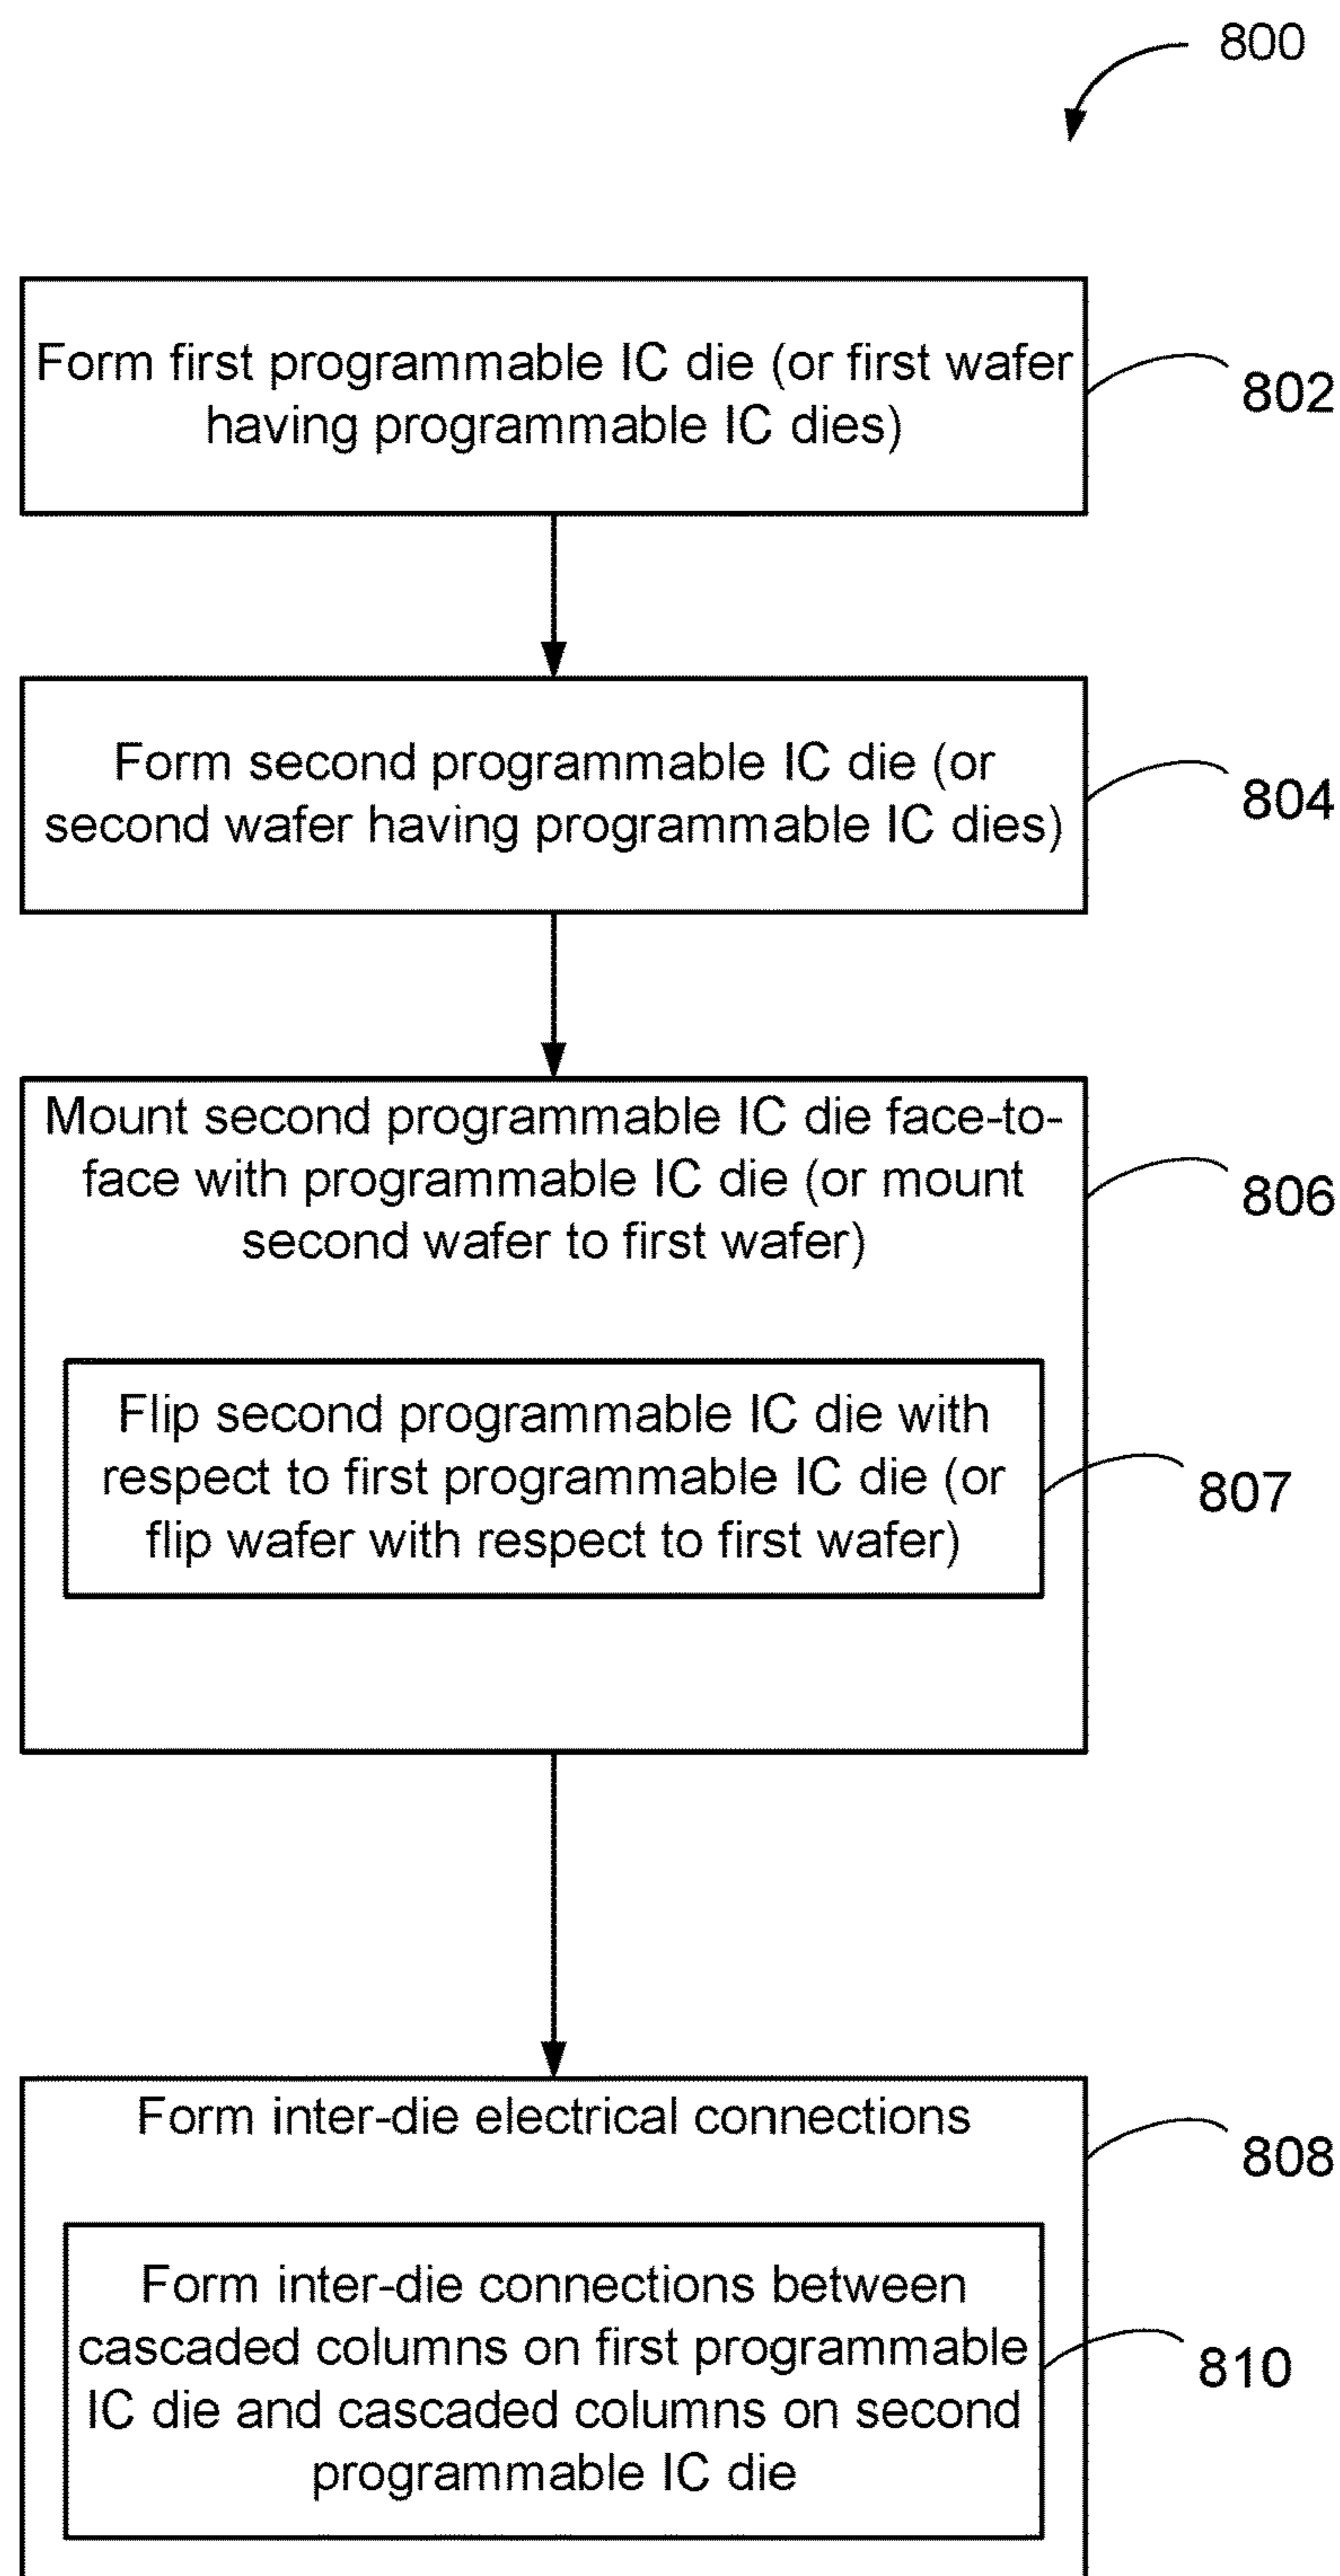 800
Form first programmable IC die (or first wafer
having programmable IC dies)
802
Form second programmable IC die (or
second wafer having programmable IC dies)
804
Mount second programmable IC die face-to-
face with programmable IC die (or mount
second wafer to first wafer)
806
Flip second programmable IC die with
respect to first programmable IC die (or
flip wafer with respect to first wafer)
807
Form inter-die electrical connections
808
Form inter-die connections between
cascaded columns on first programmable
IC die and cascaded columns on second
programmable IC die
810